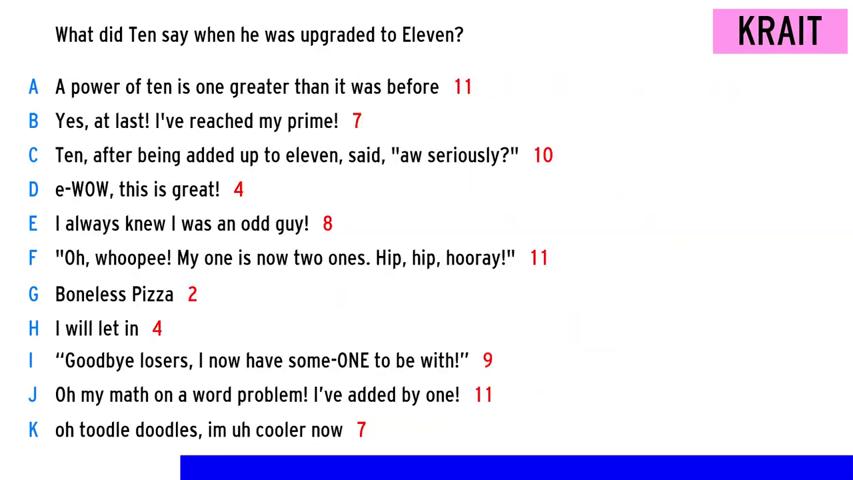 What did Ten say when he was upgraded to Eleven?
KRAIT
A A power of ten is one greater than it was before 11
B Yes, at last! I've reached my prime! 7
C Ten, after being added up to eleven, said, "aw seriously?" 10
D e-WOW, this is great! 4
E I always knew I was an odd guy! 8
F "Oh, whoopee! My one is now two ones. Hip, hip, hooray!" 11
G Boneless Pizza 2
H I will let in 4
I “Goodbye losers, I now have some-ONE to be with!” 9
J Oh my math on a word problem! I’ve added by one! 11
K oh toodle doodles, im uh cooler now 7